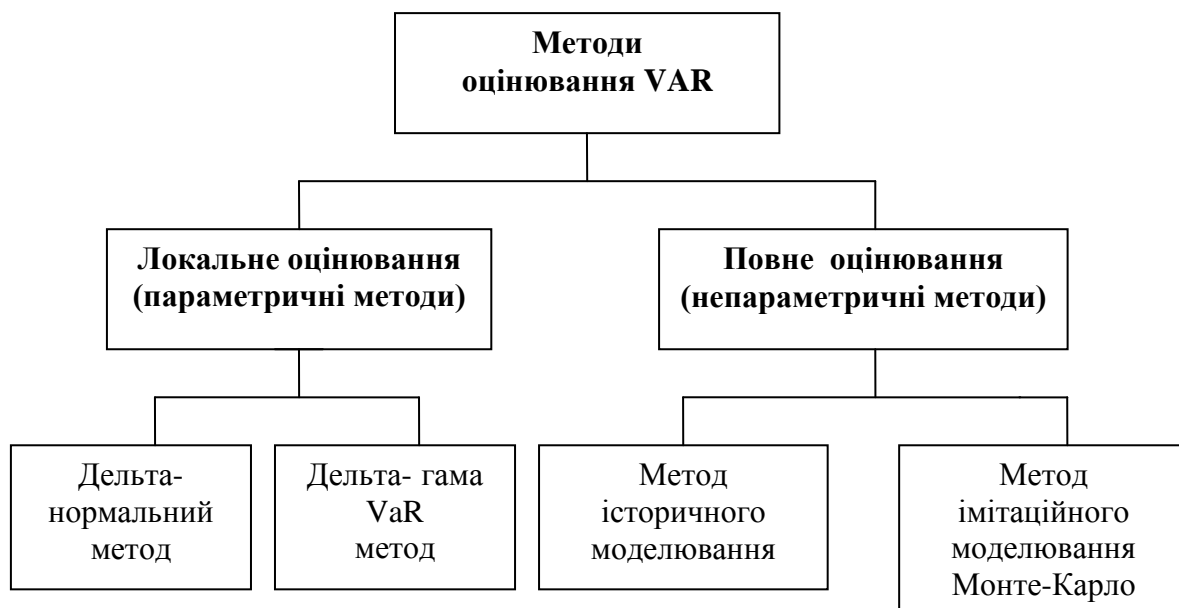 Методи
оцінювання VAR
Локальне оцінювання
(параметричні методи)
Повне оцінювання
(непараметричні методи)
Дельта-
нормальний
метод
Дельта- гама
VaR
метод
Метод
історичного
моделювання
Метод
імітаційного
моделювання
Монте-Карло